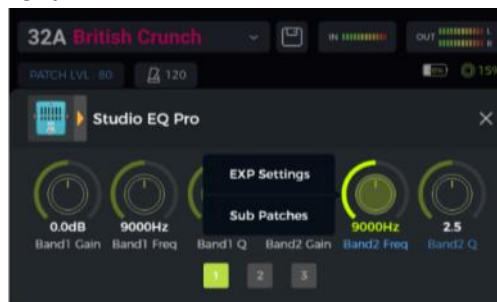 32A British Crunch
IN
OUT
L
R
PATCH LVL : 80
120
15%
Studio EQ Pro
EXP Settings
Sub Patches
0.0dB
9000Hz
9000Hz
2.5
Band1 Gain
Band1 Freq
Band1 Q
Band2 Gain
Band2 Freq
Band2 Q
1
2
3